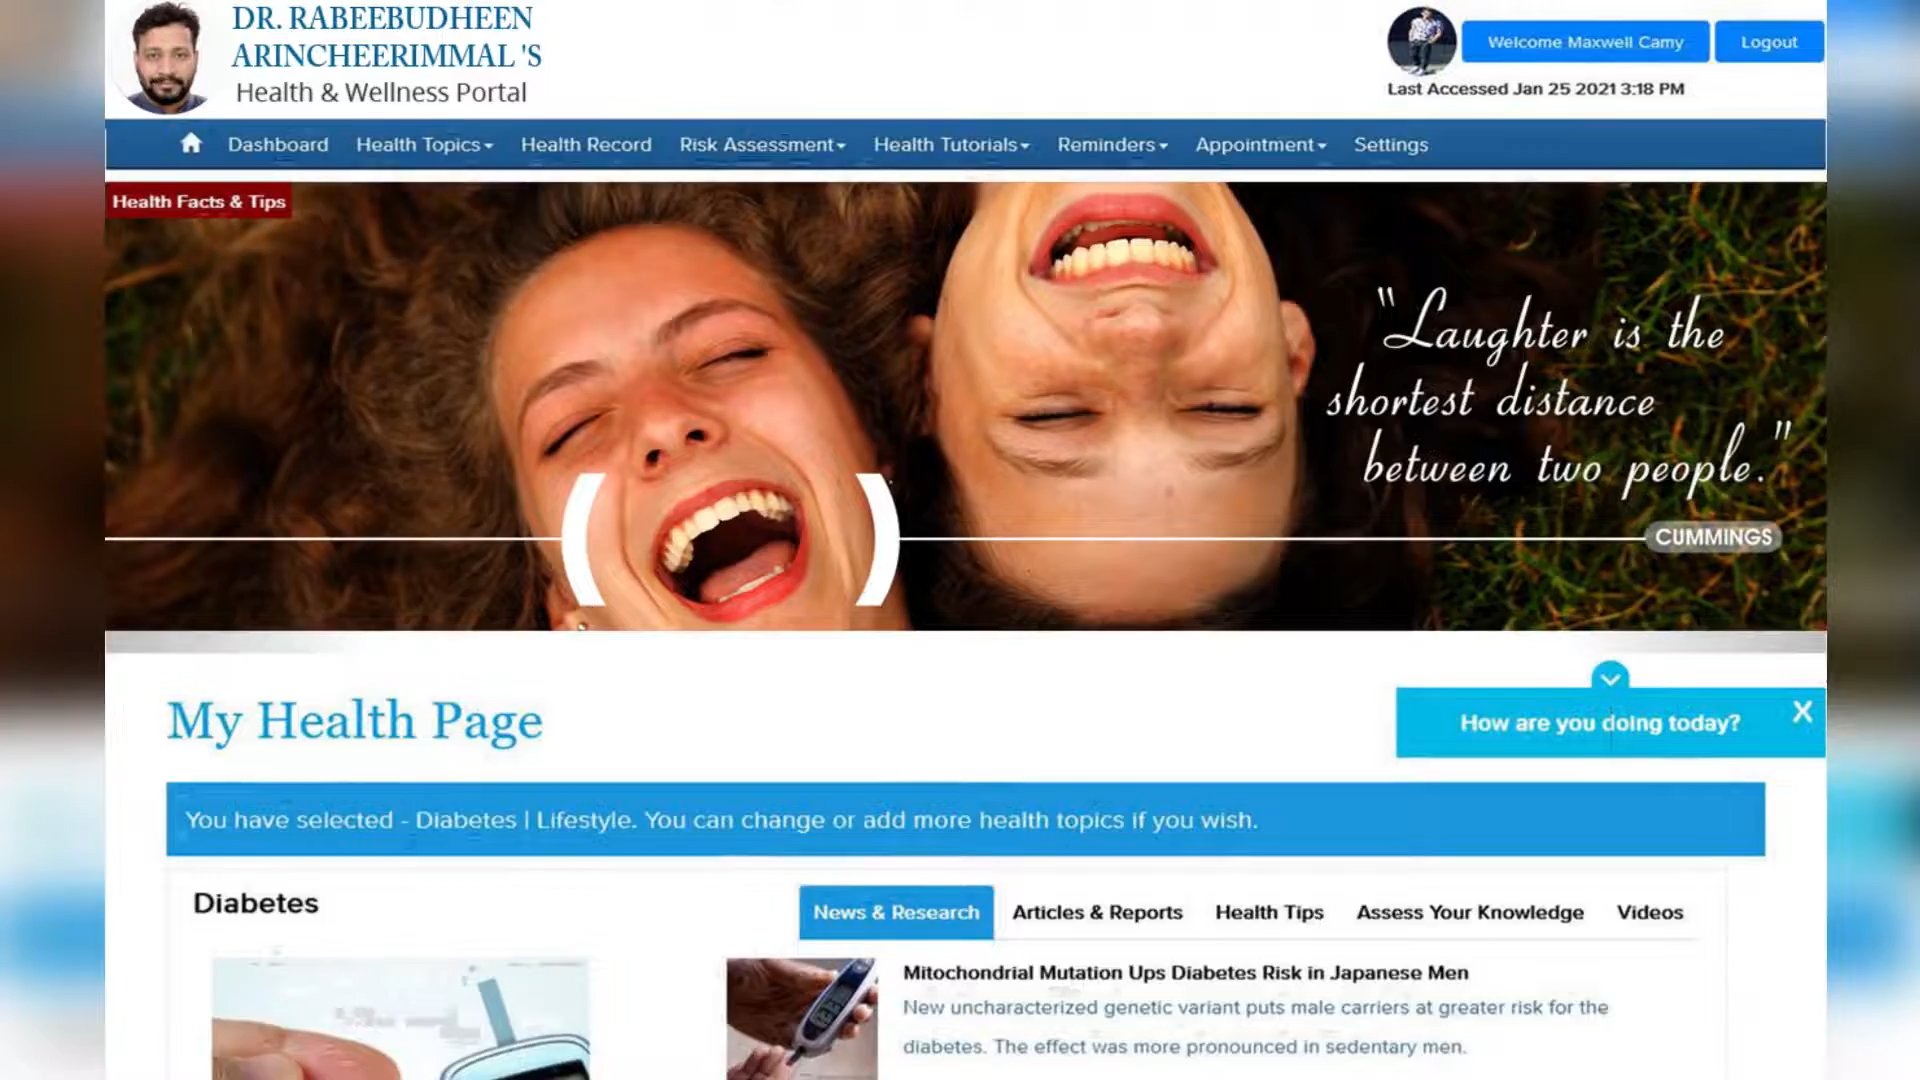 DR. RABEEBUDHEEN
ARINCHEERIMMAL 'S
Health & Wellness Portal
Welcome Maxwell Camy
Logout
Last Accessed Jan 25 2021 3:18 PM
Dashboard
Health Topics
Health Record
Risk Assessment
Health Tutorials
Reminders
Appointment
Settings
Health Facts & Tips
"Laughter is the
shortest distance
between two people."
CUMMINGS
My Health Page
How are you doing today?
X
You have selected - Diabetes | Lifestyle. You can change or add more health topics if you wish.
Diabetes
News & Research
Articles & Reports
Health Tips
Assess Your Knowledge
Videos
Mitochondrial Mutation Ups Diabetes Risk in Japanese Men
New uncharacterized genetic variant puts male carriers at greater risk for the
diabetes. The effect was more pronounced in sedentary men.